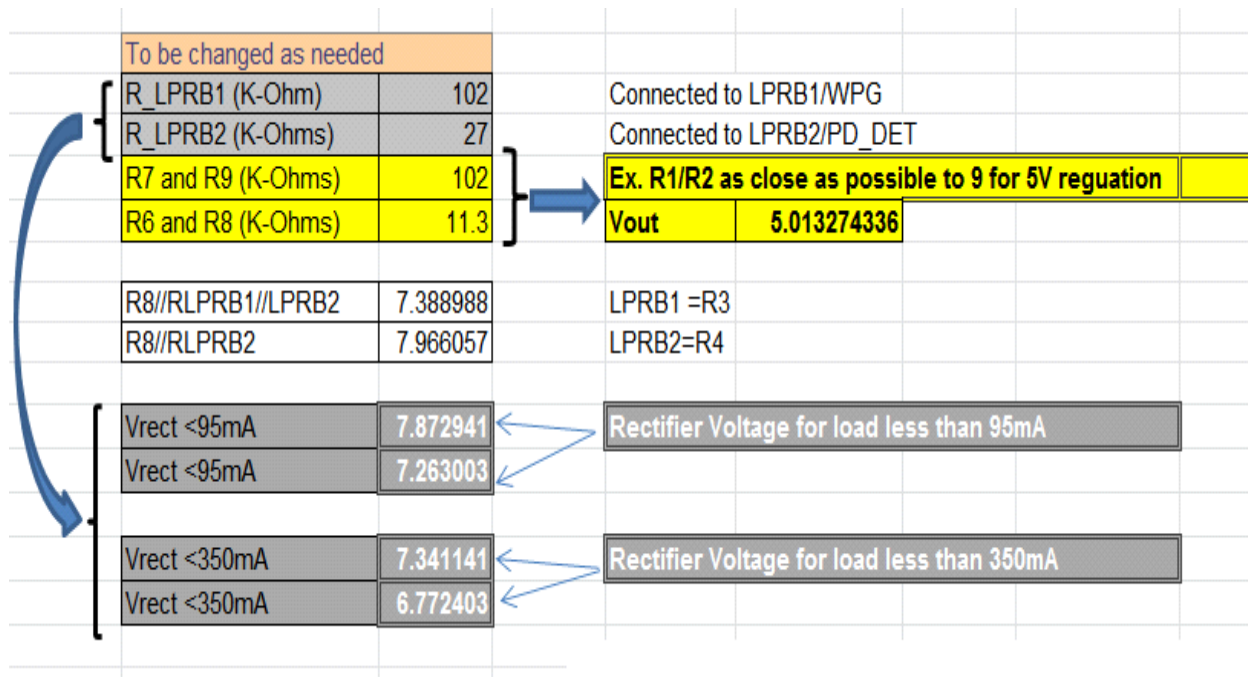 To be changed as needed
R_LPRB1 (K-Ohm) 102 Connected to LPRB1/WPG
R_LPRB2 (K-Ohms) 27 Connected to LPRB2/PD_DET
R7 and R9 (K-Ohms) 102 Ex. R1/R2 as close as possible to 9 for 5V reguation
R6 and R8 (K-Ohms) 11.3 Vout 5.013274336
R8//RLPRB1//LPRB2 7.388988 LPRB1 =R3
R8//RLPRB2 7.966057 LPRB2=R4
Vrect <95mA 7.872941 Rectifier Voltage for load less than 95mA
Vrect <95mA 7.263003
Vrect <350mA 7.341141 Rectifier Voltage for load less than 350mA
Vrect <350mA 6.772403